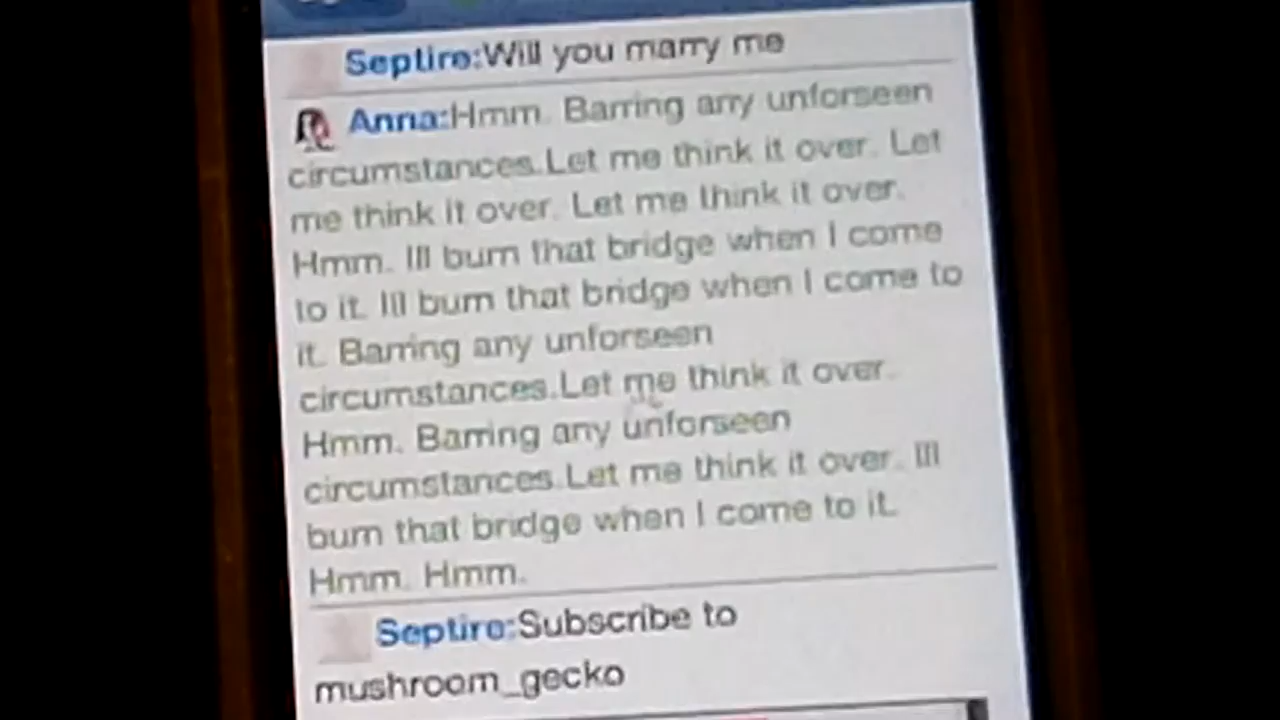 Septire:Will you marry me
Anna:Hmm. Barring any unforseen
circumstances.Let me think it over. Let
me think it over. Let me think it over.
Hmm. Ill burn that bridge when I come
to it. Ill burn that bridge when I come to
it. Barring any unforseen
circumstances.Let me think it over.
Hmm. Barring any unforseen
circumstances.Let me think it over. Ill
burn that bridge when I come to it.
Hmm. Hmm.
Septire:Subscribe to
mushroom_gecko